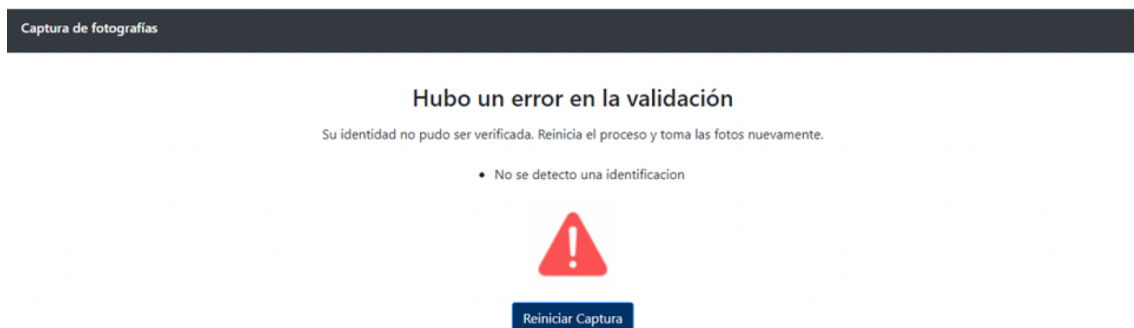 Captura de fotografías
Hubo un error en la validación
Su identidad no pudo ser verificada. Reinicia el proceso y toma las fotos nuevamente.
• No se detecto una identificacion
Reiniciar Captura